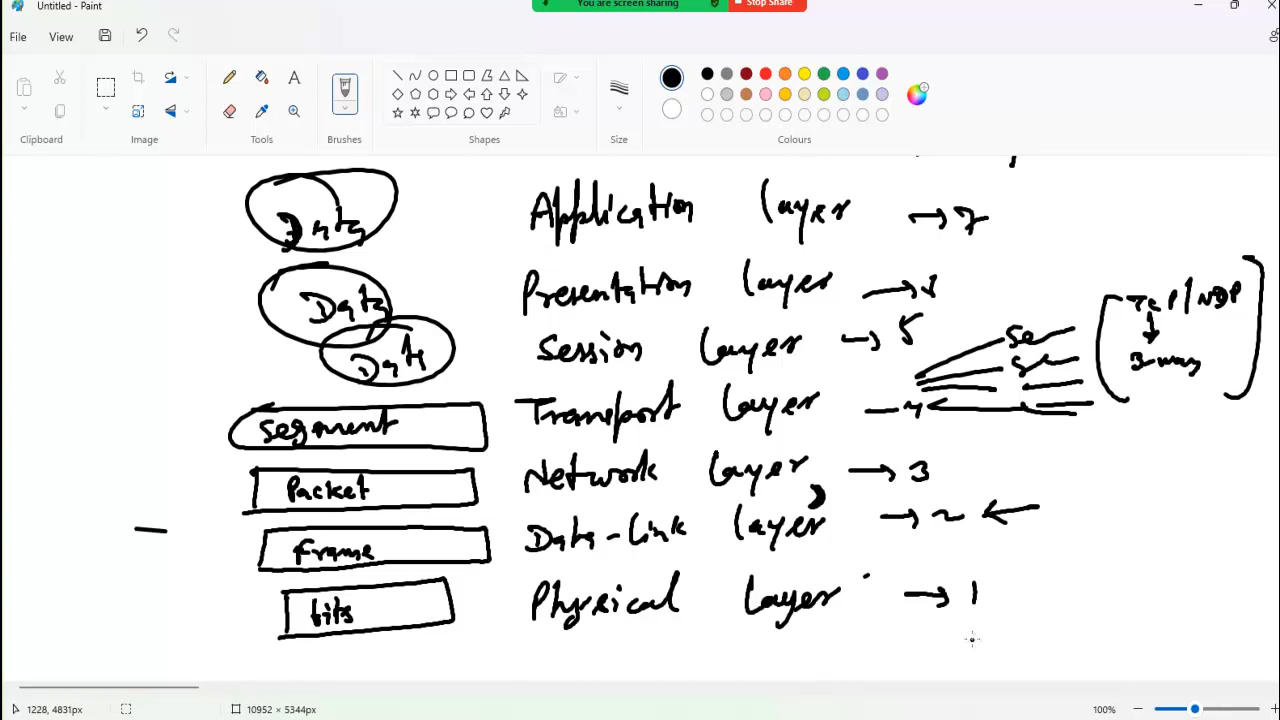 Untitled - Paint
You are screen sharing
Stop Share
File View
Clipboard Image Tools Brushes Shapes Size Colours
Data Application layer → 7
Data Presentation layer →
Session layer → 5
Data
TCP/UDP
3-way
Se
Se
Segment Transport layer — 4
Packet Network layer → 3
Frame Data-link layer → 2
bits Physical layer → 1
1228, 4831px 10952 × 5344px 100%